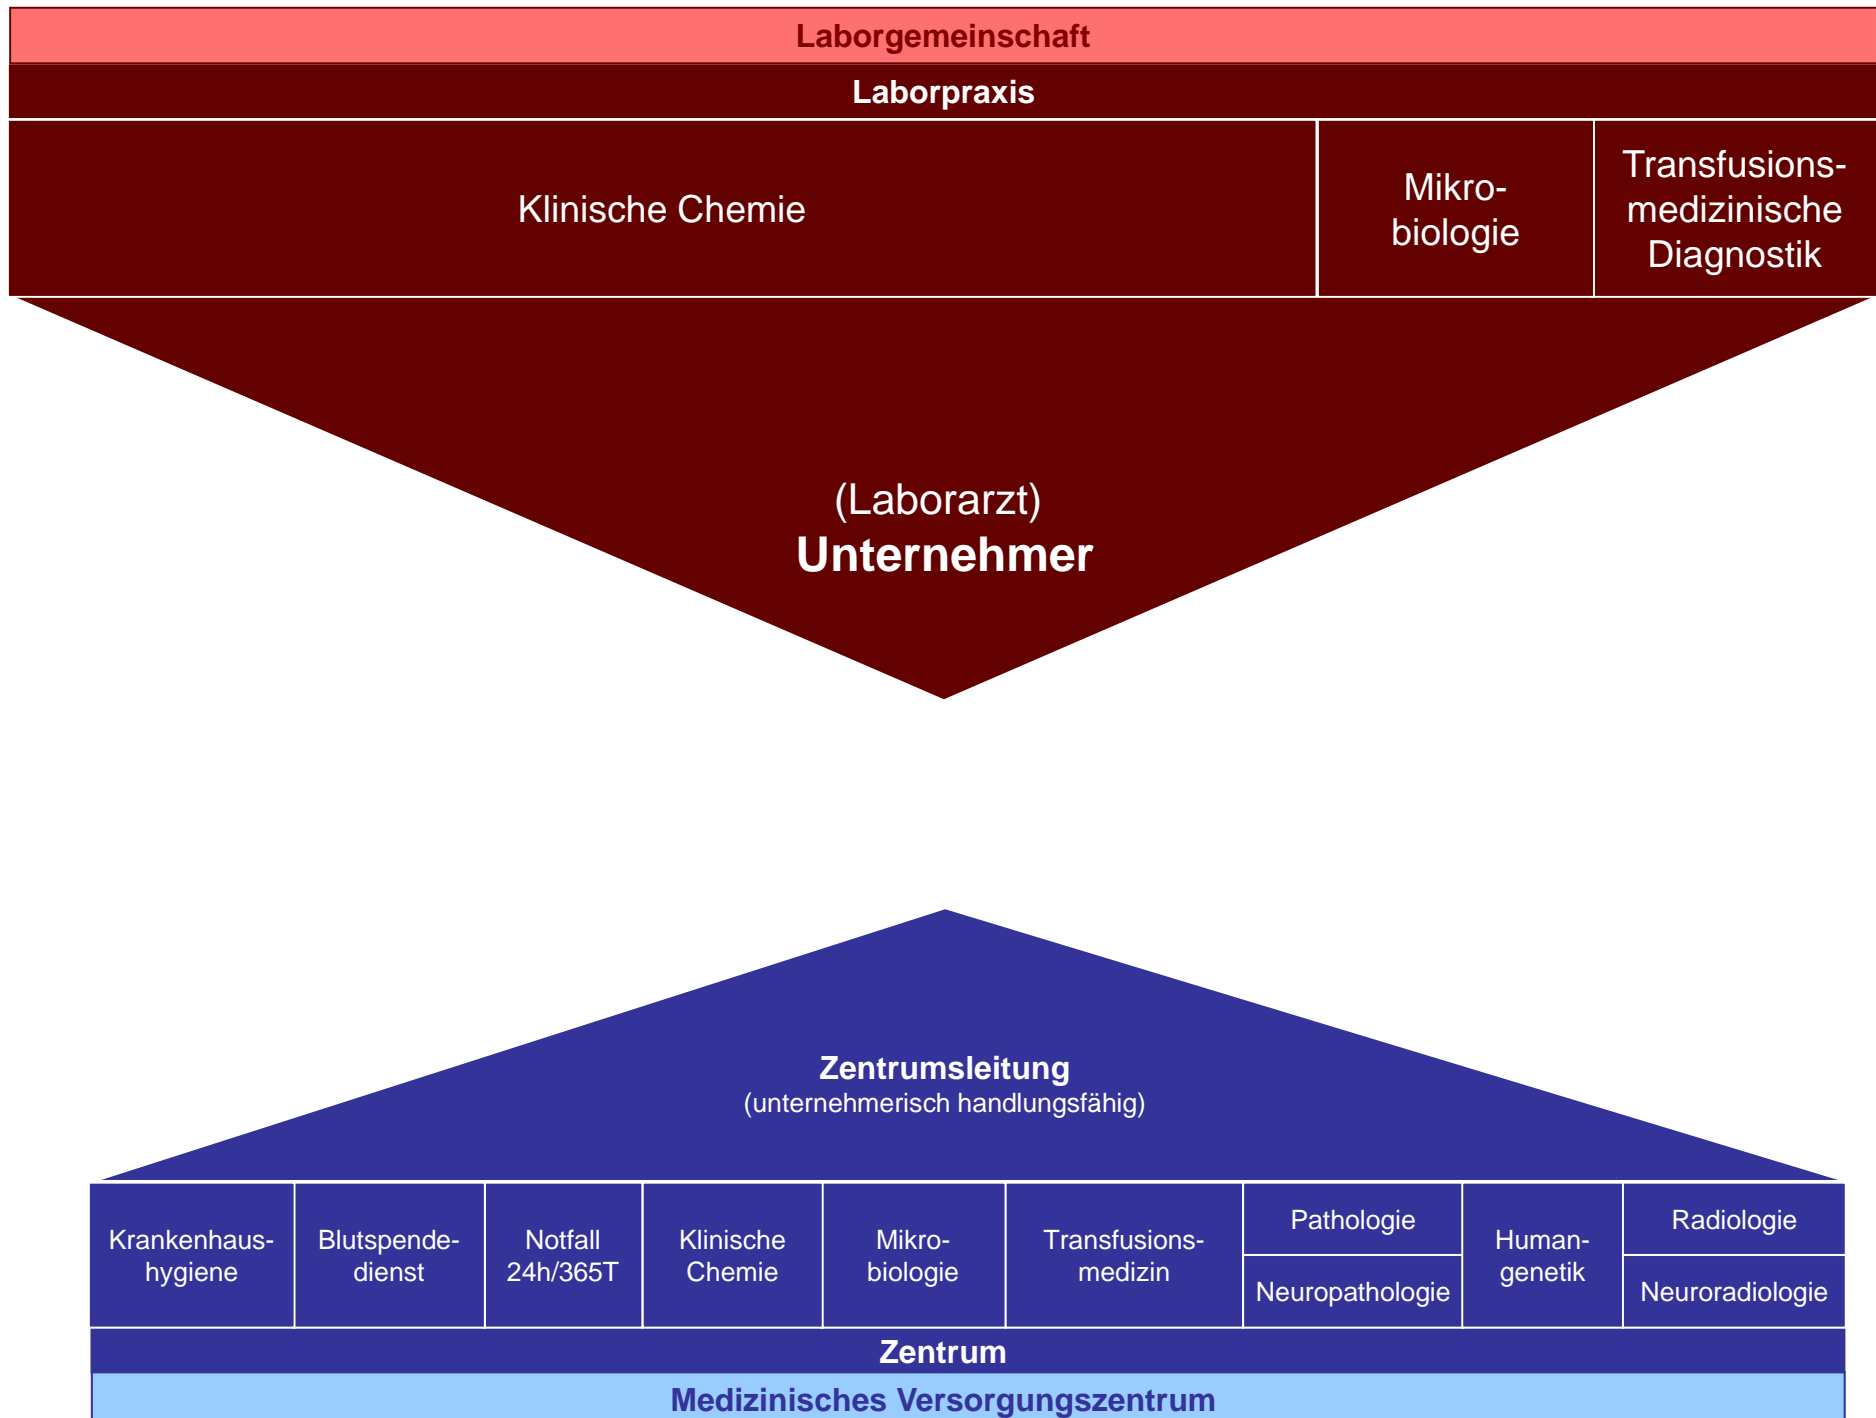 Laborgemeinschaft
Laborpraxis
Klinische Chemie
Mikro-
biologie
Transfusions-
medizinische
Diagnostik
(Laborarzt)
Unternehmer
Zentrumsleitung
(unternehmerisch handlungsfähig)
Krankenhaus-
hygiene
Blutspende-
dienst
Notfall
24h/365T
Klinische
Chemie
Mikro-
biologie
Transfusions-
medizin
Pathologie
Neuropathologie
Human-
genetik
Radiologie
Neuroradiologie
Zentrum
Medizinisches Versorgungszentrum